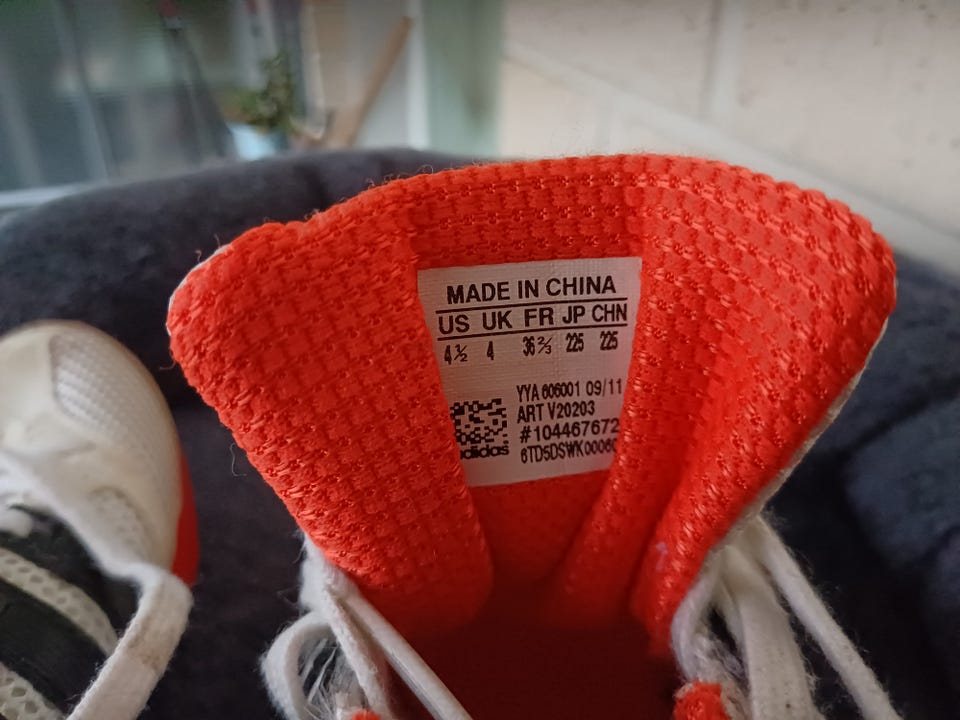 MADE IN CHINA
US UK FR JP CHN
4½ 4 36⅔ 225 225
YYA 606001 09/11
ART V20203
#104467672
adidas